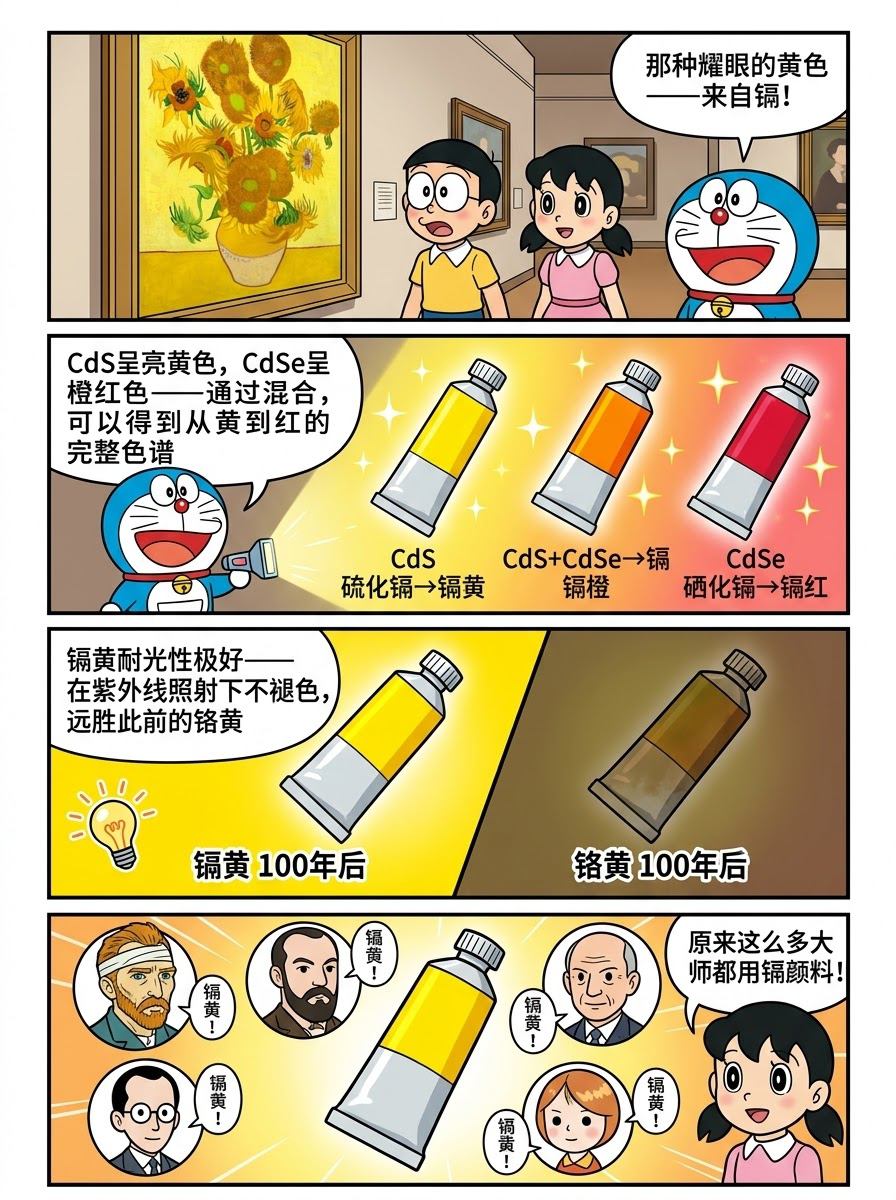 那种耀眼的黄色
——来自镉！
CdS呈亮黄色，CdSe呈
橙红色——通过混合，
可以得到从黄到红的
完整色谱
CdS
硫化镉→镉黄
CdS+CdSe→镉
镉橙
CdSe
硒化镉→镉红
镉黄耐光性极好——
在紫外线照射下不褪色，
远胜此前的铬黄
镉黄 100年后
铬黄 100年后
镉黄！
镉黄！
镉黄！
原来这么多大
师都用镉颜料！
镉黄！
镉黄！
镉黄！